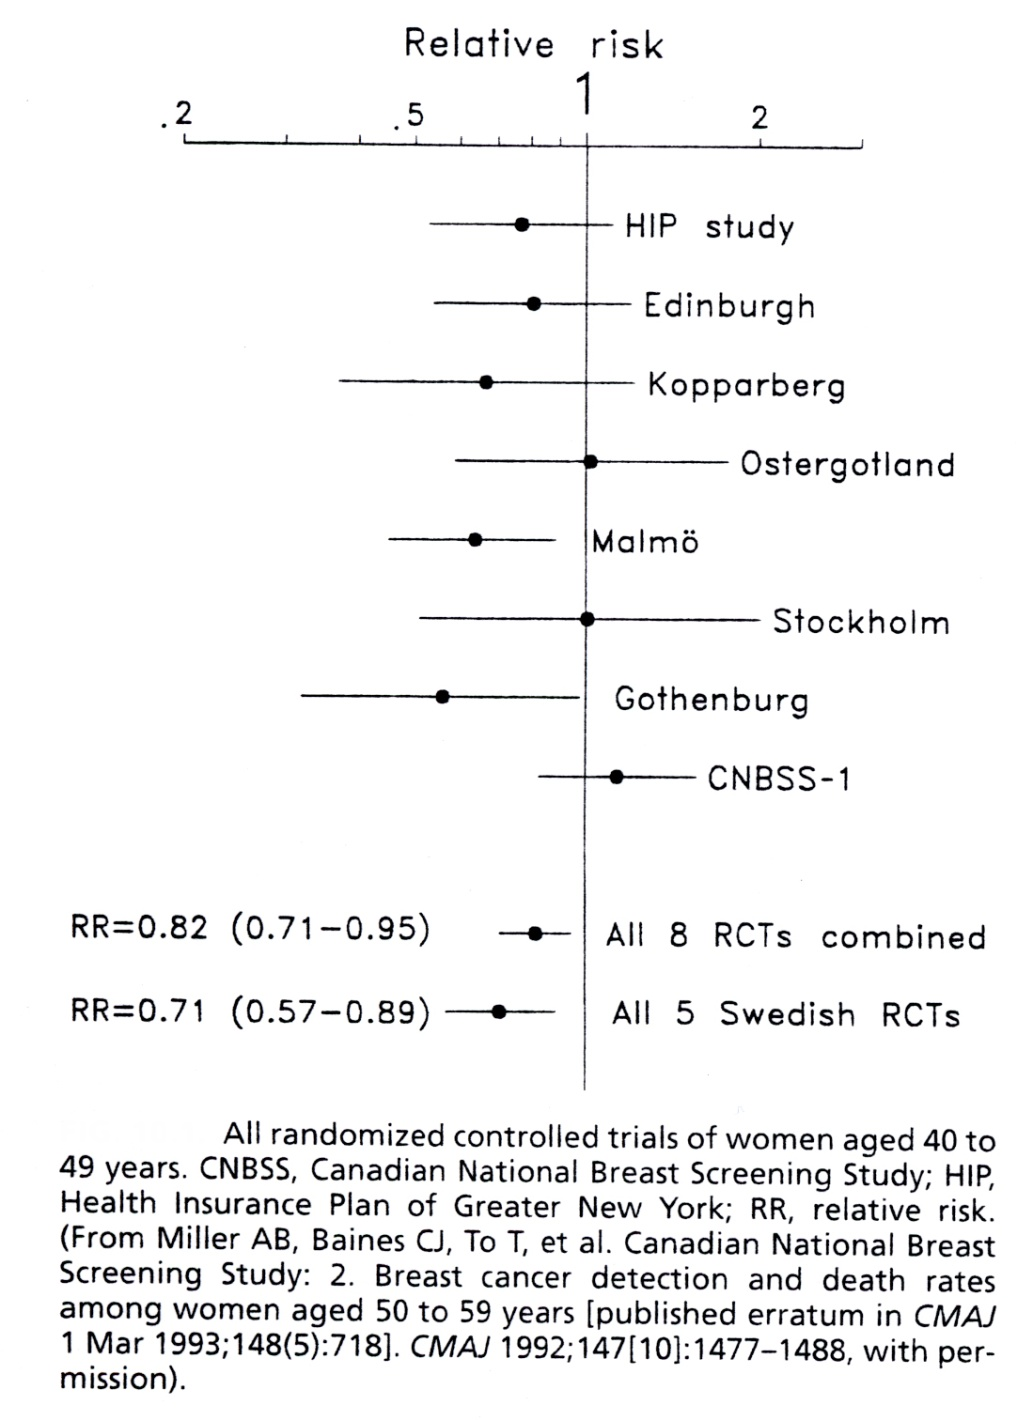 Relative risk
.2 .5 1 2
HIP study
Edinburgh
Kopparberg
Ostergotland
Malmö
Stockholm
Gothenburg
CNBSS-1
RR=0.82 (0.71-0.95) All 8 RCTs combined
RR=0.71 (0.57-0.89) All 5 Swedish RCTs
All randomized controlled trials of women aged 40 to
49 years. CNBSS, Canadian National Breast Screening Study; HIP,
Health Insurance Plan of Greater New York; RR, relative risk.
(From Miller AB, Baines CJ, To T, et al. Canadian National Breast
Screening Study: 2. Breast cancer detection and death rates
among women aged 50 to 59 years [published erratum in CMAJ
1 Mar 1993;148(5):718]. CMAJ 1992;147[10]:1477–1488, with per-
mission).